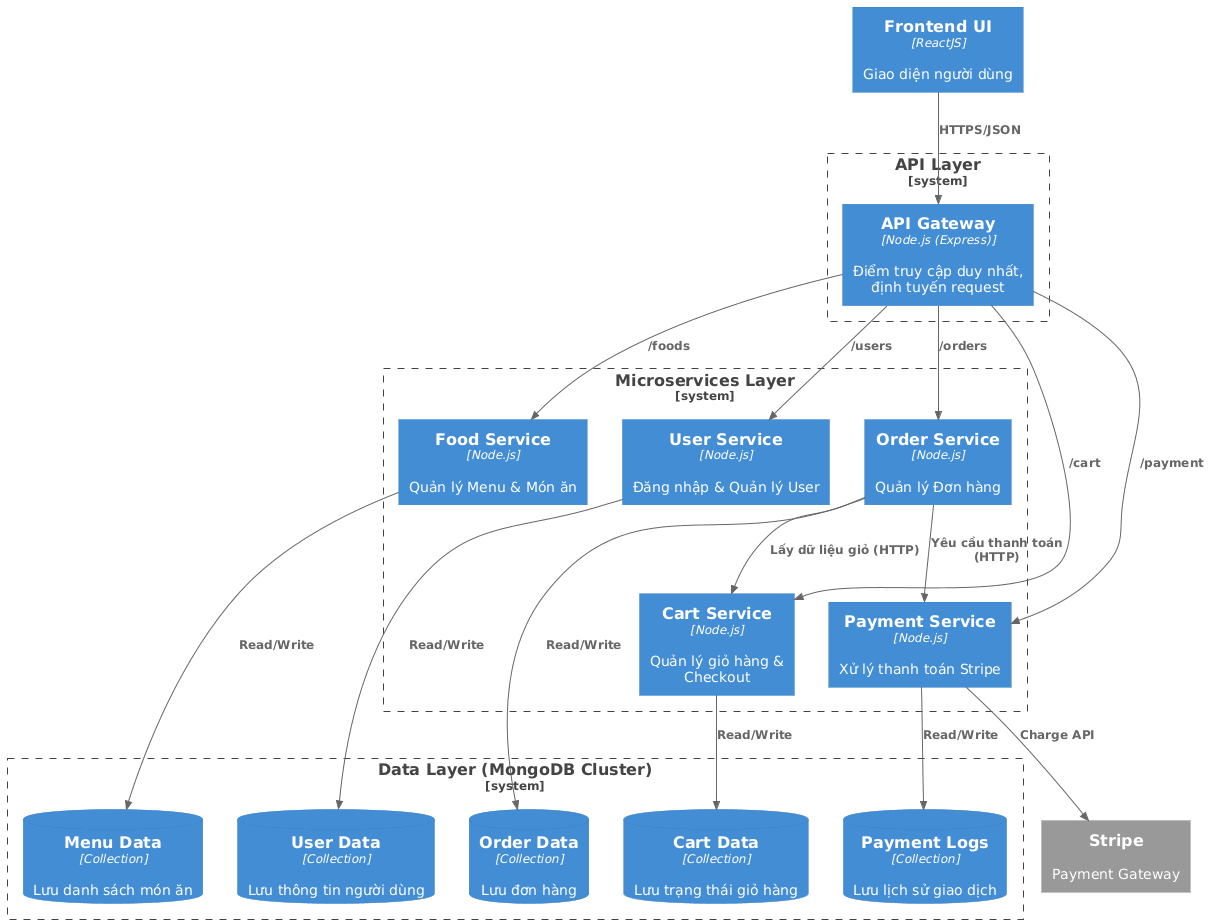 Frontend UI
[ReactJS]
Giao diện người dùng
HTTPS/JSON
API Layer
[system]
API Gateway
[Node.js (Express)]
Điểm truy cập duy nhất,
định tuyến request
/foods
/users
/orders
Microservices Layer
[system]
Food Service
[Node.js]
Quản lý Menu & Món ăn
User Service
[Node.js]
Đăng nhập & Quản lý User
Order Service
[Node.js]
Quản lý Đơn hàng
/cart
/payment
Lấy dữ liệu giỏ (HTTP)
Yêu cầu thanh toán
(HTTP)
Cart Service
[Node.js]
Quản lý giỏ hàng &
Checkout
Payment Service
[Node.js]
Xử lý thanh toán Stripe
Read/Write
Read/Write
Read/Write
Read/Write
Read/Write
Charge API
Data Layer (MongoDB Cluster)
[system]
Menu Data
[Collection]
Lưu danh sách món ăn
User Data
[Collection]
Lưu thông tin người dùng
Order Data
[Collection]
Lưu đơn hàng
Cart Data
[Collection]
Lưu trạng thái giỏ hàng
Payment Logs
[Collection]
Lưu lịch sử giao dịch
Stripe
Payment Gateway